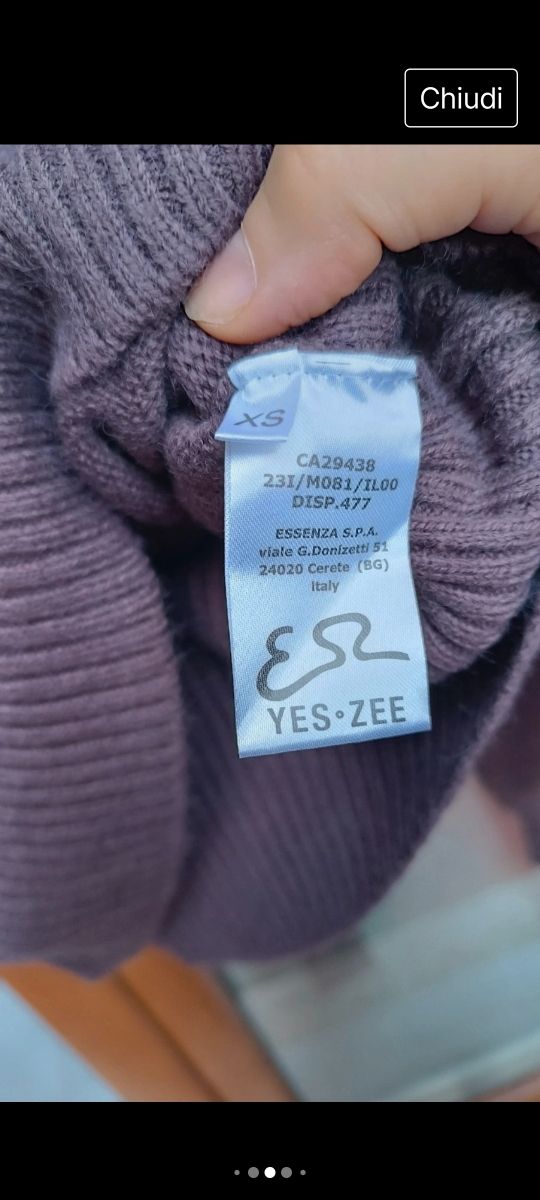 Chiudi
XS
CA29438
23I/M081/IL00
DISP.477
ESSENZA S.P.A.
viale G.Donizetti 51
24020 Cerete (BG)
Italy
YES•ZEE